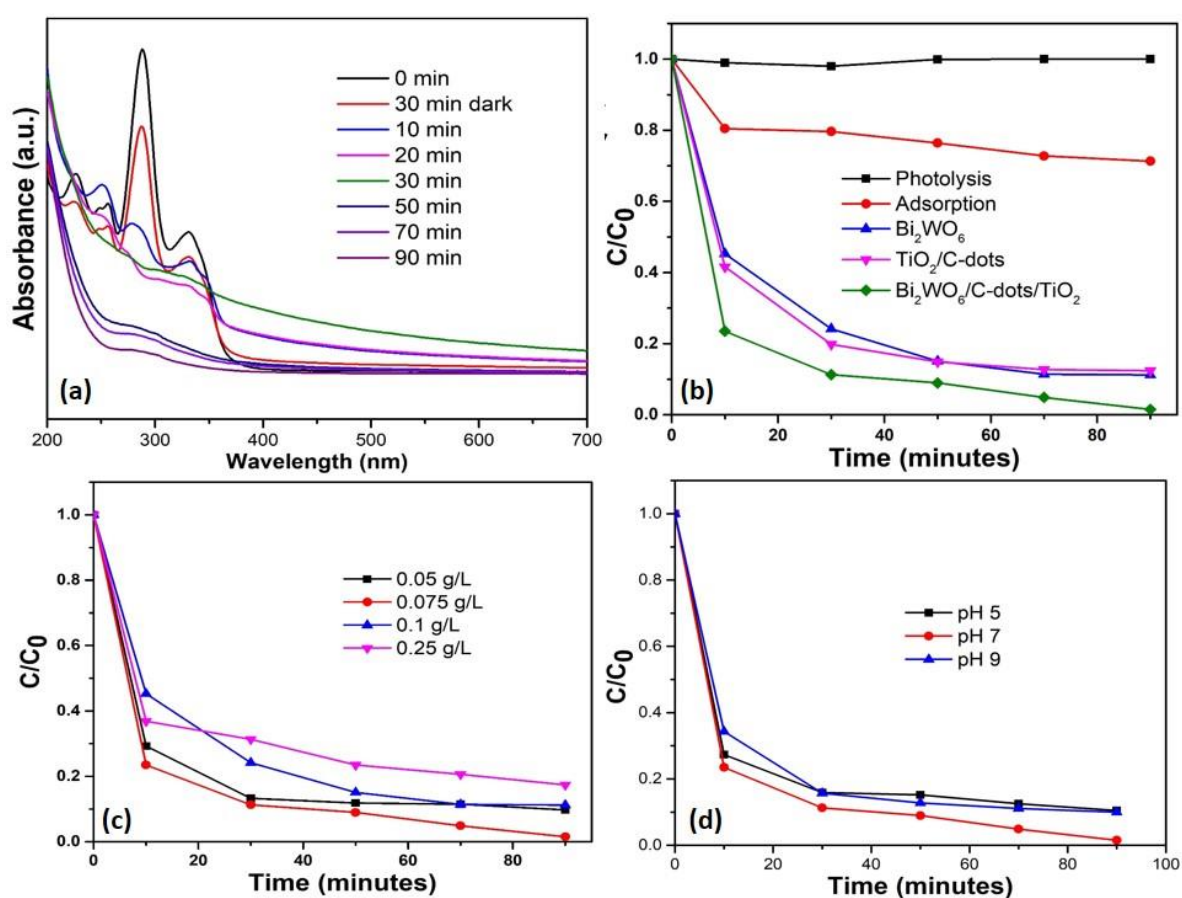 Absorbance (a.u.)
0 min
30 min dark
10 min
20 min
30 min
50 min
70 min
90 min
(a)
200 300 400 500 600 700
Wavelength (nm)
C/C0
1.0
0.8
0.6
0.4
0.2
0.0
Photolysis
Adsorption
Bi2WO6
TiO2/C-dots
Bi2WO6/C-dots/TiO2
(b)
0 20 40 60 80
Time (minutes)
C/C0
1.0
0.8
0.6
0.4
0.2
0.0
0.05 g/L
0.075 g/L
0.1 g/L
0.25 g/L
(c)
0 20 40 60 80
Time (minutes)
C/C0
1.0
0.8
0.6
0.4
0.2
0.0
pH 5
pH 7
pH 9
(d)
0 20 40 60 80 100
Time (minutes)